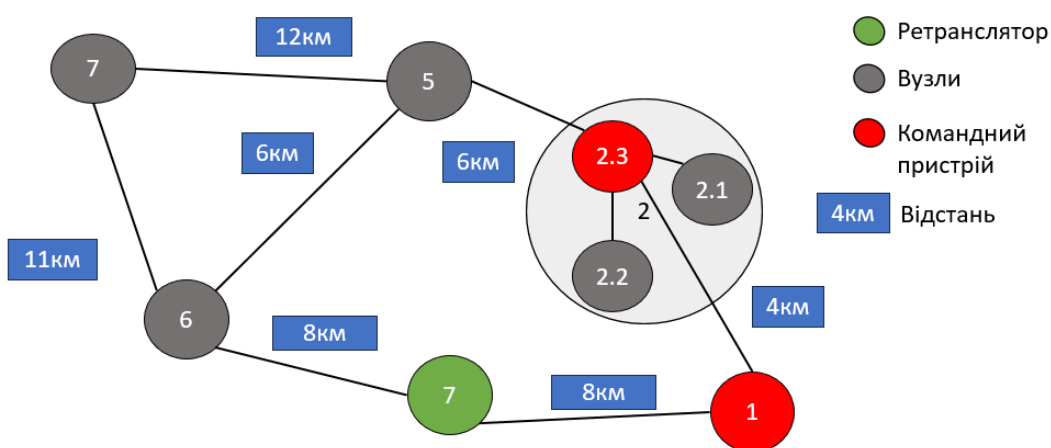 12км
Ретранслятор
7
5
Вузли
6км
6км
2.3
Командний
пристрій
2.1
2
4км
Відстань
11км
2.2
6
8км
4км
7
8км
1